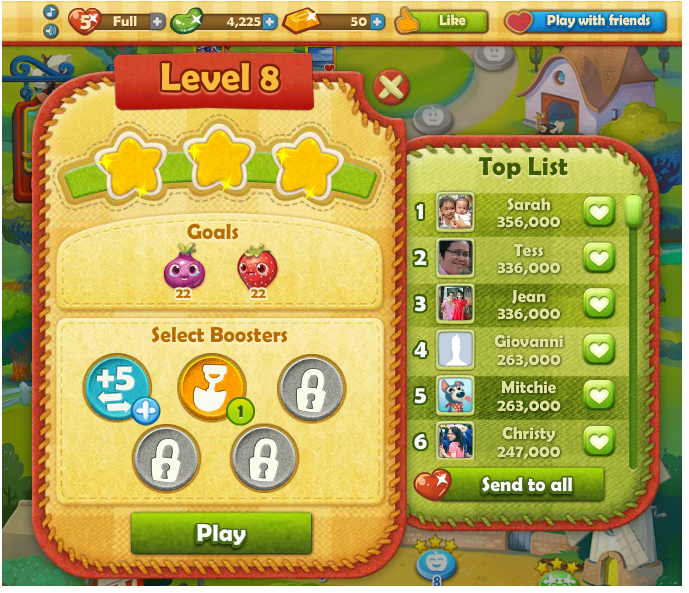 5
Full
4,225
50
Like
Play with friends
Level 8
Goals
22
22
Select Boosters
+5
1
Play
Top List
1
Sarah
356,000
2
Tess
336,000
3
Jean
336,000
4
Giovanni
263,000
5
Mitchie
263,000
6
Christy
247,000
Send to all
8